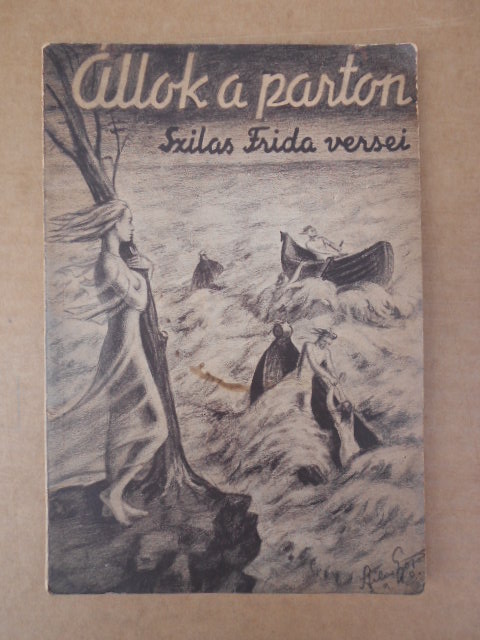 Állok a parton
Szilas Frida versei